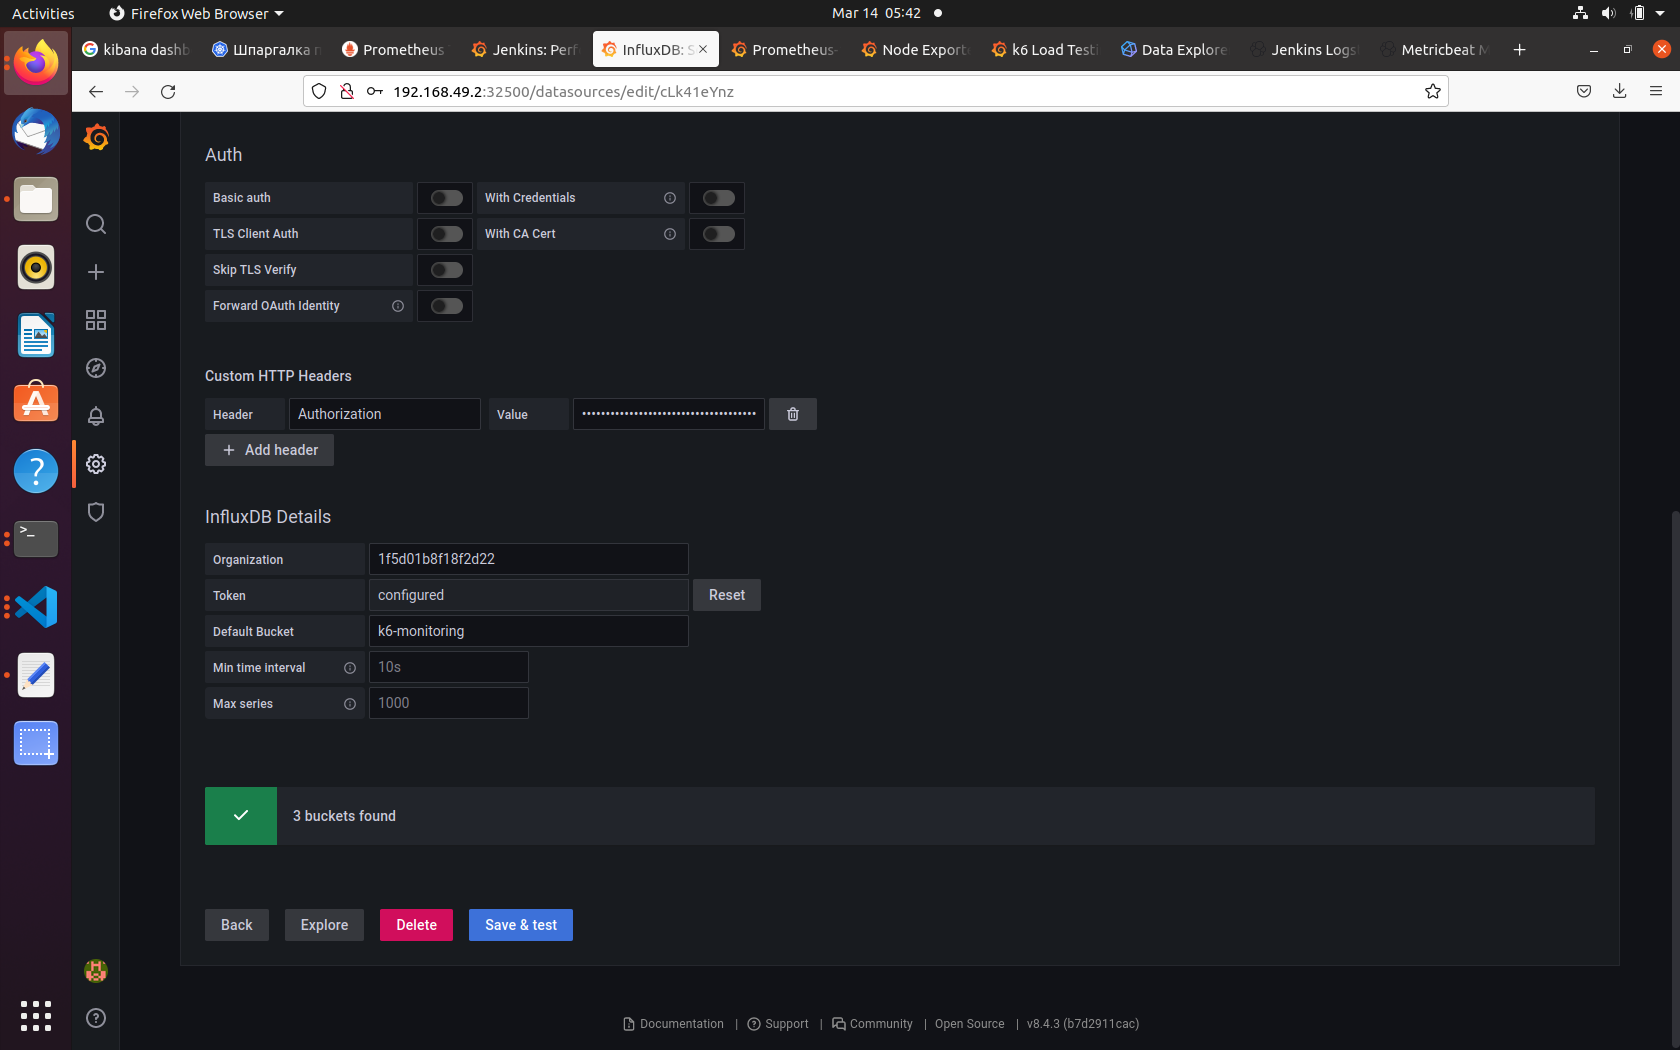 Activities Firefox Web Browser Mar 14 05:42
kibana dashb Шпаргалка п Prometheus Jenkins: Perf InfluxDB: S Prometheus- Node Exporte k6 Load Testi Data Explore Jenkins Logs Metricbeat M
192.168.49.2:32500/datasources/edit/cLk41eYnz
Auth
Basic auth With Credentials
TLS Client Auth With CA Cert
Skip TLS Verify
Forward OAuth Identity
Custom HTTP Headers
Header Authorization Value
+ Add header
InfluxDB Details
Organization 1f5d01b8f18f2d22
Token configured Reset
Default Bucket k6-monitoring
Min time interval 10s
Max series 1000
3 buckets found
Back Explore Delete Save & test
Documentation | Support | Community | Open Source | v8.4.3 (b7d2911cac)